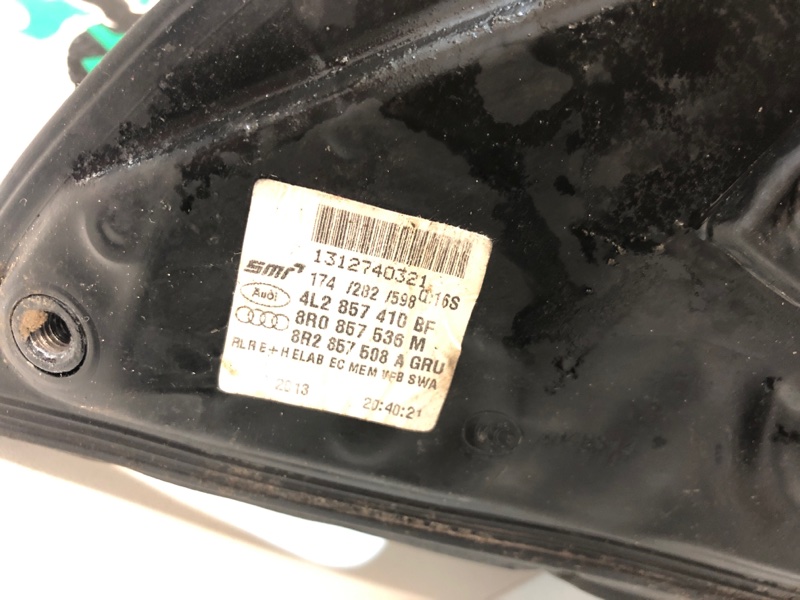 1312740321
smr 174 /282 /598 Q.16S
Audi 4L2 857 410 BF
8R0 857 536 M
8R2 857 508 A GRU
RLR E+H ELAB EC MEM WEB SWA
2013 20:40:21